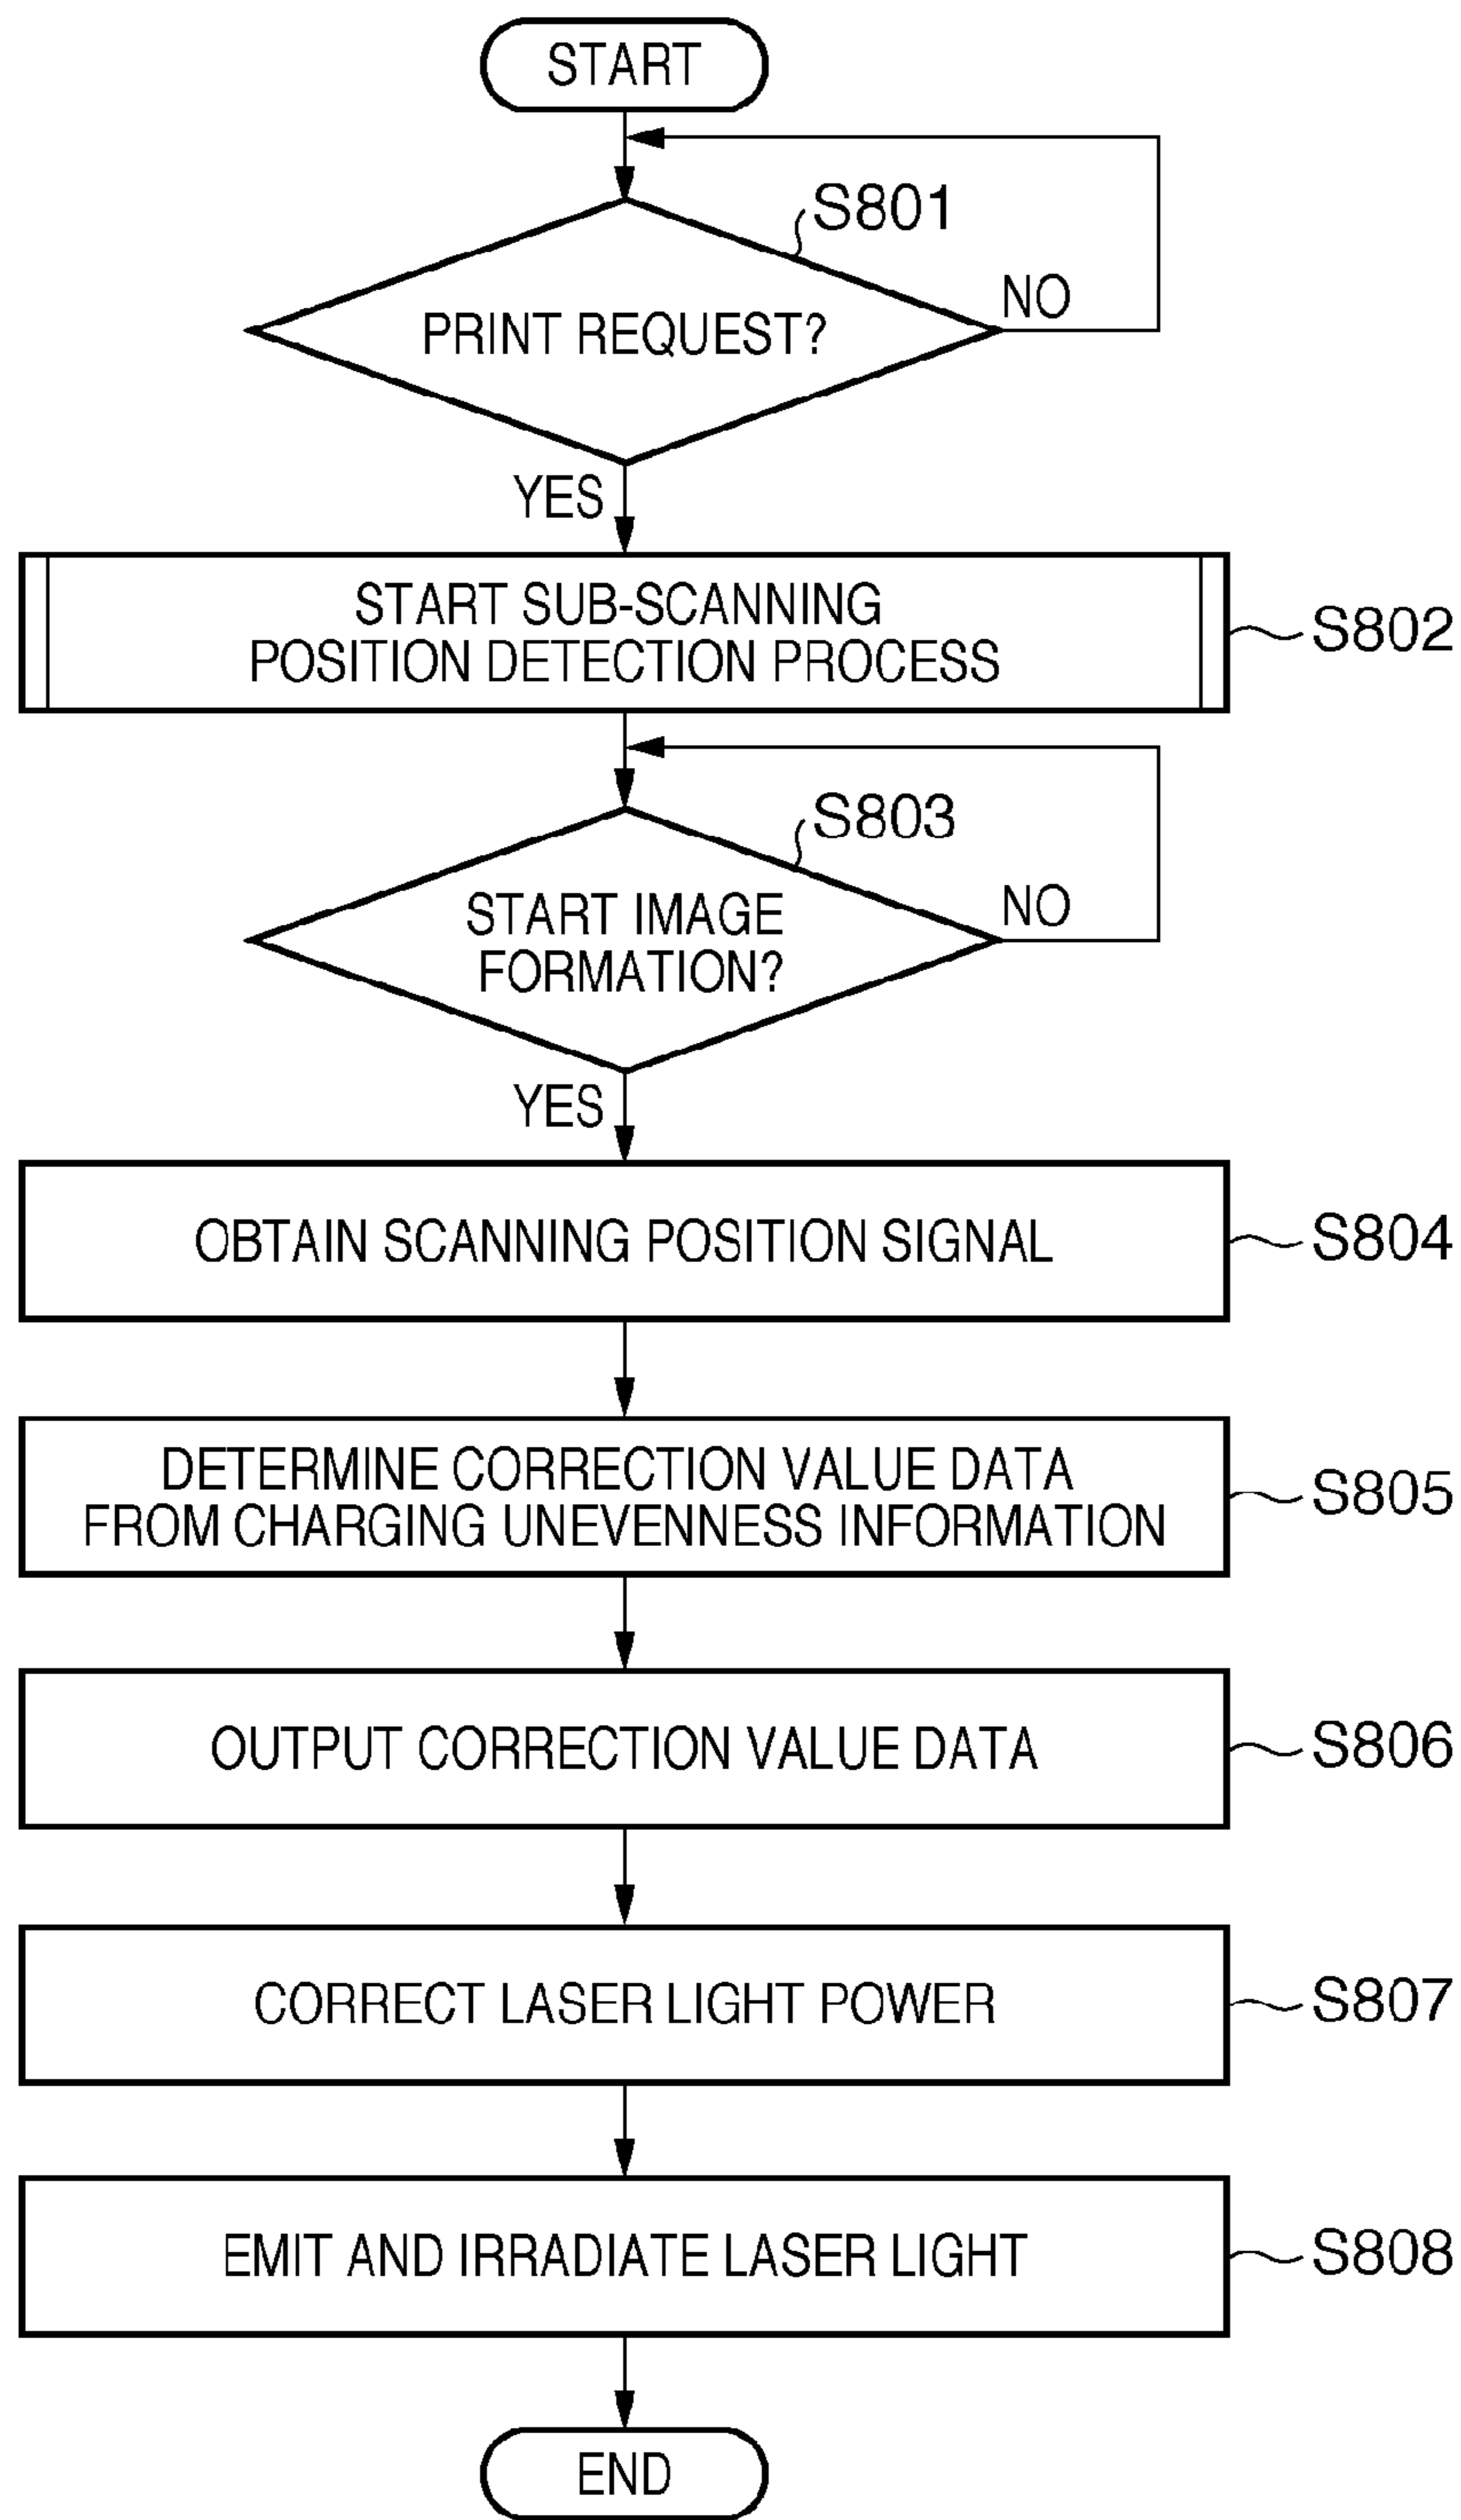 START
S801
PRINT REQUEST?
NO
YES
START SUB-SCANNING
POSITION DETECTION PROCESS
S802
S803
START IMAGE
FORMATION?
NO
YES
OBTAIN SCANNING POSITION SIGNAL
S804
DETERMINE CORRECTION VALUE DATA
FROM CHARGING UNEVENNESS INFORMATION
S805
OUTPUT CORRECTION VALUE DATA
S806
CORRECT LASER LIGHT POWER
S807
EMIT AND IRRADIATE LASER LIGHT
S808
END